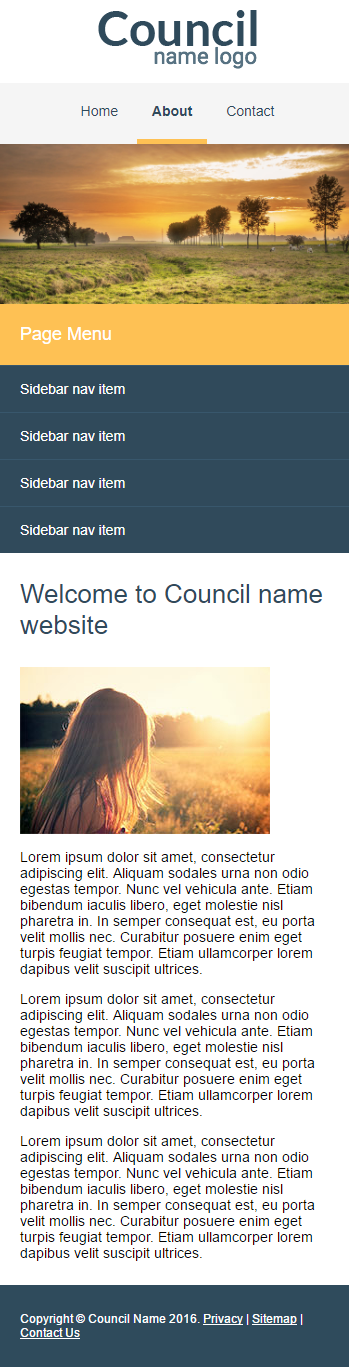 Council
name logo
Home About Contact
Page Menu
Sidebar nav item
Sidebar nav item
Sidebar nav item
Sidebar nav item
Welcome to Council name
website
Lorem ipsum dolor sit amet, consectetur
adipiscing elit. Aliquam sodales urna non odio
egestas tempor. Nunc vel vehicula ante. Etiam
bibendum iaculis libero, eget molestie nisl
pharetra in. In semper consequat est, eu porta
velit mollis nec. Curabitur posuere enim eget
turpis feugiat tempor. Etiam ullamcorper lorem
dapibus velit suscipit ultrices.
Lorem ipsum dolor sit amet, consectetur
adipiscing elit. Aliquam sodales urna non odio
egestas tempor. Nunc vel vehicula ante. Etiam
bibendum iaculis libero, eget molestie nisl
pharetra in. In semper consequat est, eu porta
velit mollis nec. Curabitur posuere enim eget
turpis feugiat tempor. Etiam ullamcorper lorem
dapibus velit suscipit ultrices.
Lorem ipsum dolor sit amet, consectetur
adipiscing elit. Aliquam sodales urna non odio
egestas tempor. Nunc vel vehicula ante. Etiam
bibendum iaculis libero, eget molestie nisl
pharetra in. In semper consequat est, eu porta
velit mollis nec. Curabitur posuere enim eget
turpis feugiat tempor. Etiam ullamcorper lorem
dapibus velit suscipit ultrices.
Copyright © Council Name 2016. Privacy | Sitemap |
Contact Us